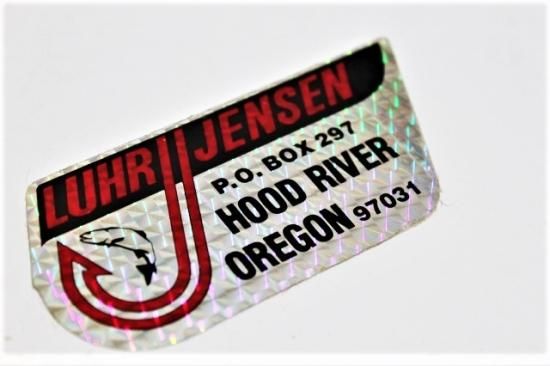 LUHR JENSEN
P.O. BOX 297
HOOD RIVER
OREGON 97031